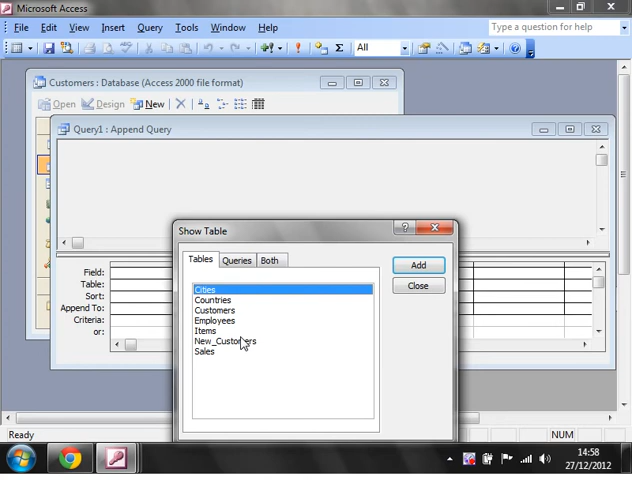 Microsoft Access
File Edit View Insert Query Tools Window Help Type a question for help
All
Customers : Database (Access 2000 file format)
Open Design New
Query1 : Append Query
Show Table
Tables Queries Both
Add
Close
Cities
Countries
Customers
Employees
Items
New_Customers
Sales
Field:
Table:
Sort:
Append To:
Criteria:
or:
Ready NUM
14:58
27/12/2012